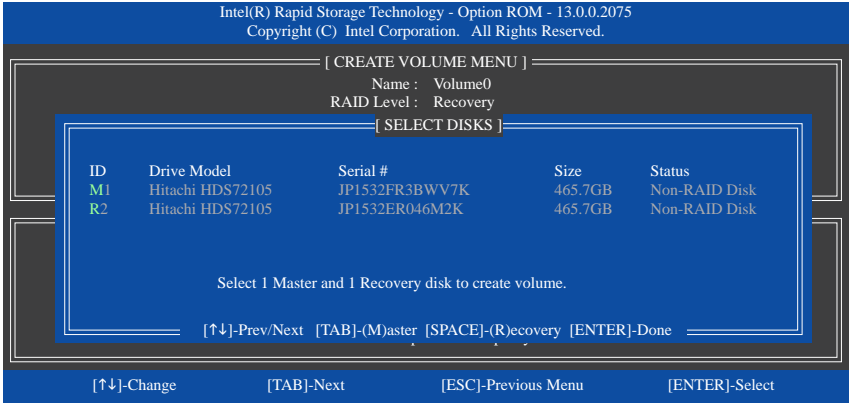 Intel(R) Rapid Storage Technology - Option ROM - 13.0.0.2075
Copyright (C) Intel Corporation. All Rights Reserved.
[ CREATE VOLUME MENU ]
Name : Volume0
RAID Level : Recovery
[ SELECT DISKS ]
ID Drive Model Serial # Size Status
M1 Hitachi HDS72105 JP1532FR3BWV7K 465.7GB Non-RAID Disk
R2 Hitachi HDS72105 JP1532ER046M2K 465.7GB Non-RAID Disk
Select 1 Master and 1 Recovery disk to create volume.
[↑↓]-Prev/Next [TAB]-(M)aster [SPACE]-(R)ecovery [ENTER]-Done
[↑↓]-Change [TAB]-Next [ESC]-Previous Menu [ENTER]-Select